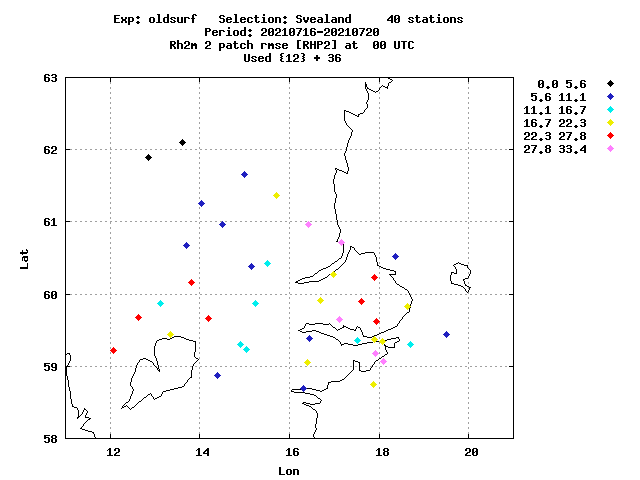 Exp: oldsurf Selection: Svealand 40 stations
Period: 20210716-20210720
Rh2m 2 patch rmse [RHP2] at 00 UTC
Used {12} + 36
0.0 5.6
5.6 11.1
11.1 16.7
16.7 22.3
22.3 27.8
27.8 33.4
63
62
61
60
59
58
Lat
12 14 16 18 20
Lon